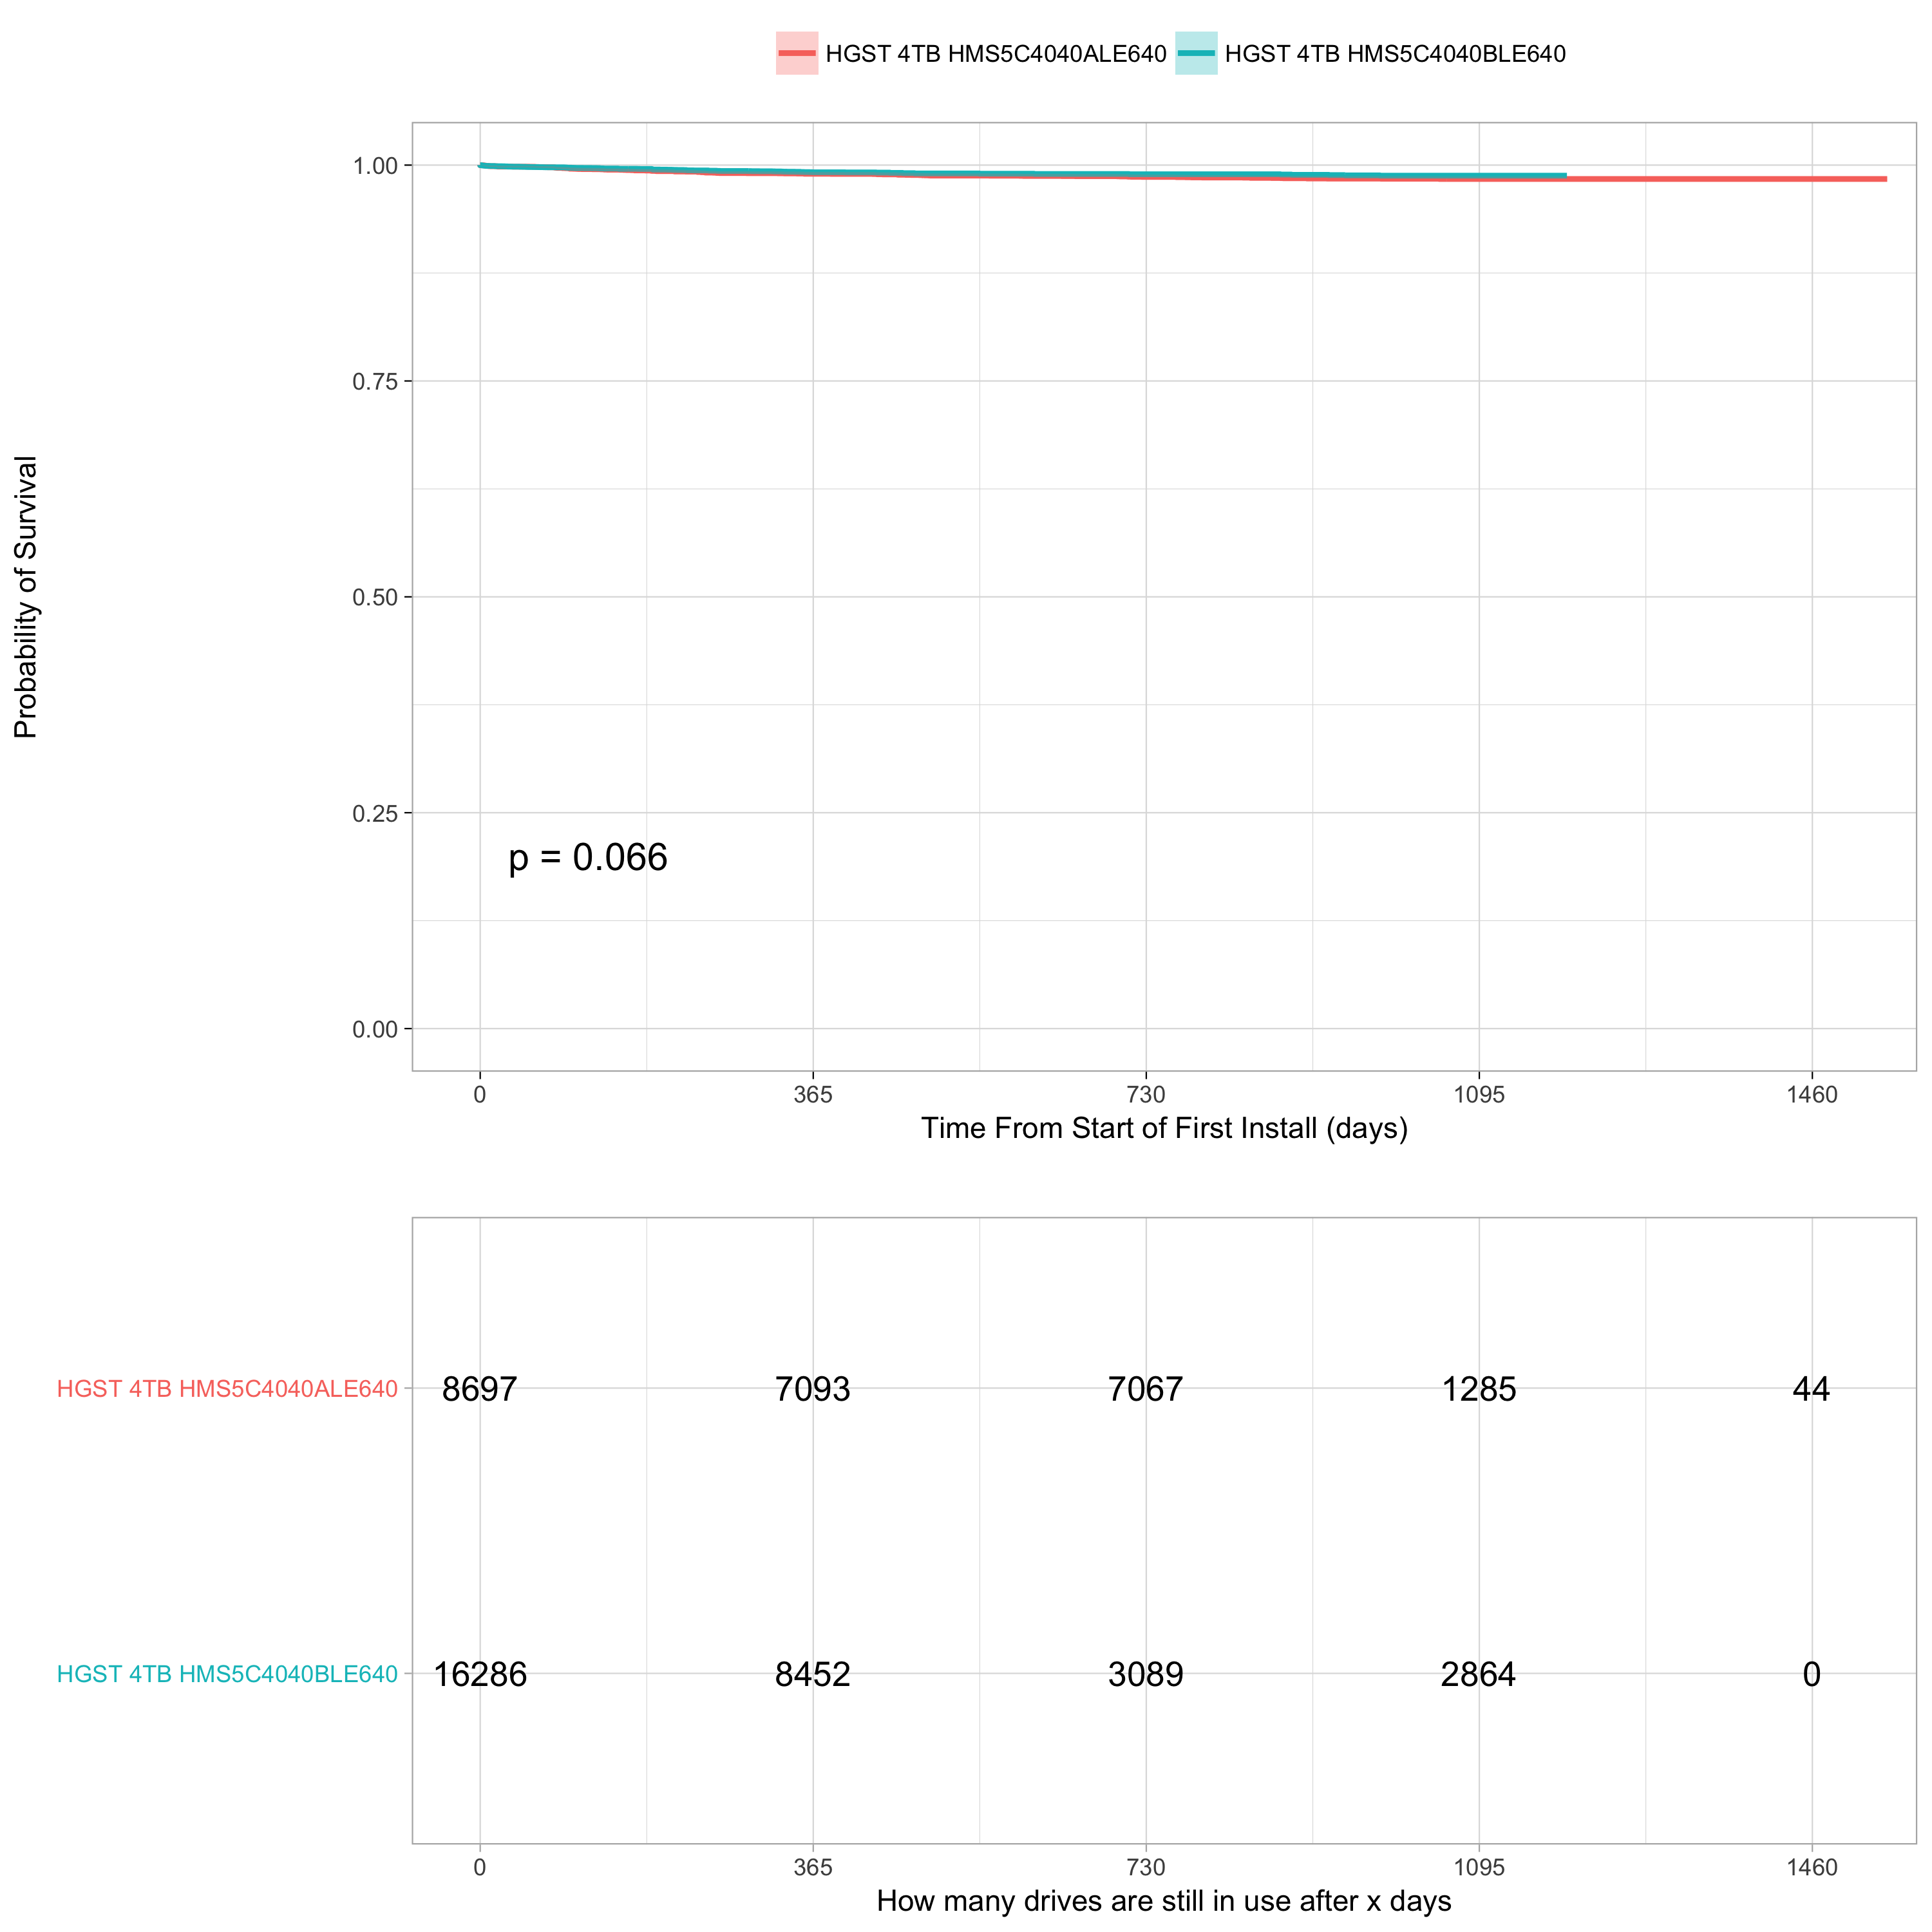 HGST 4TB HMS5C4040ALE640 HGST 4TB HMS5C4040BLE640
Probability of Survival
1.00
0.75
0.50
0.25
0.00
p = 0.066
0 365 730 1095 1460
Time From Start of First Install (days)
HGST 4TB HMS5C4040ALE640 8697 7093 7067 1285 44
HGST 4TB HMS5C4040BLE640 16286 8452 3089 2864 0
0 365 730 1095 1460
How many drives are still in use after x days